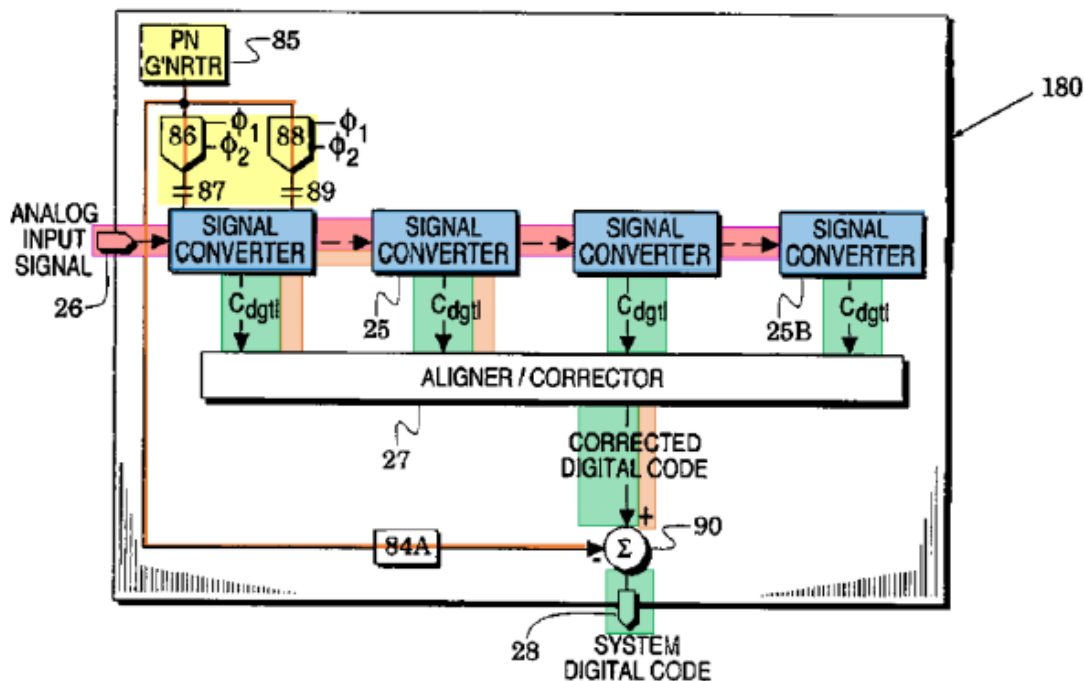 PN
G'NRTR
85
180
86
ϕ1
ϕ2
88
ϕ1
ϕ2
87
89
ANALOG
INPUT
SIGNAL
26
SIGNAL
CONVERTER
SIGNAL
CONVERTER
SIGNAL
CONVERTER
SIGNAL
CONVERTER
25
25B
Cdgtl
Cdgtl
Cdgtl
Cdgtl
ALIGNER / CORRECTOR
27
CORRECTED
DIGITAL CODE
+
90
84A
-
Σ
28
SYSTEM
DIGITAL CODE